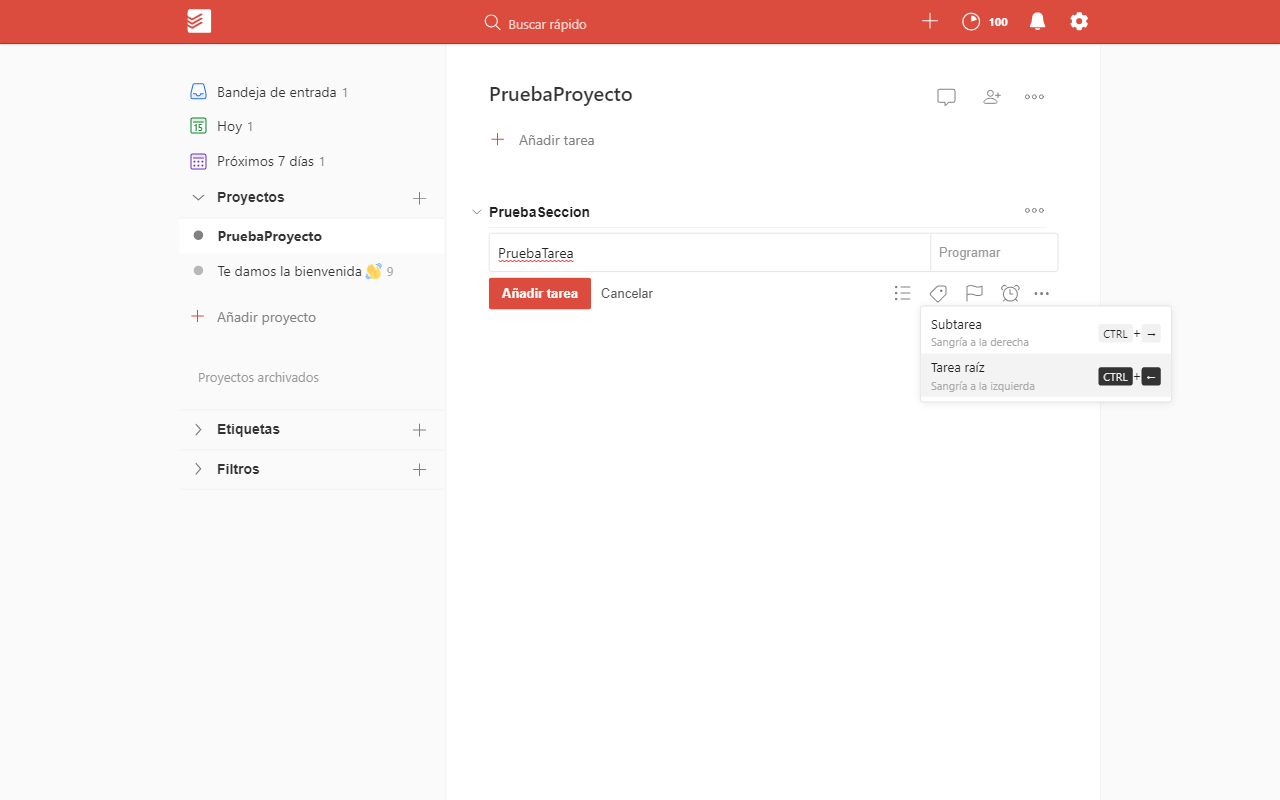 Buscar rápido
100
Bandeja de entrada 1
15
Hoy 1
Próximos 7 días 1
Proyectos
PruebaProyecto
Te damos la bienvenida 👋 9
Añadir proyecto
Proyectos archivados
Etiquetas
Filtros
PruebaProyecto
Añadir tarea
PruebaSeccion
PruebaTarea
Programar
Añadir tarea
Cancelar
Subtarea
Sangría a la derecha
CTRL + →
Tarea raíz
Sangría a la izquierda
CTRL + ←